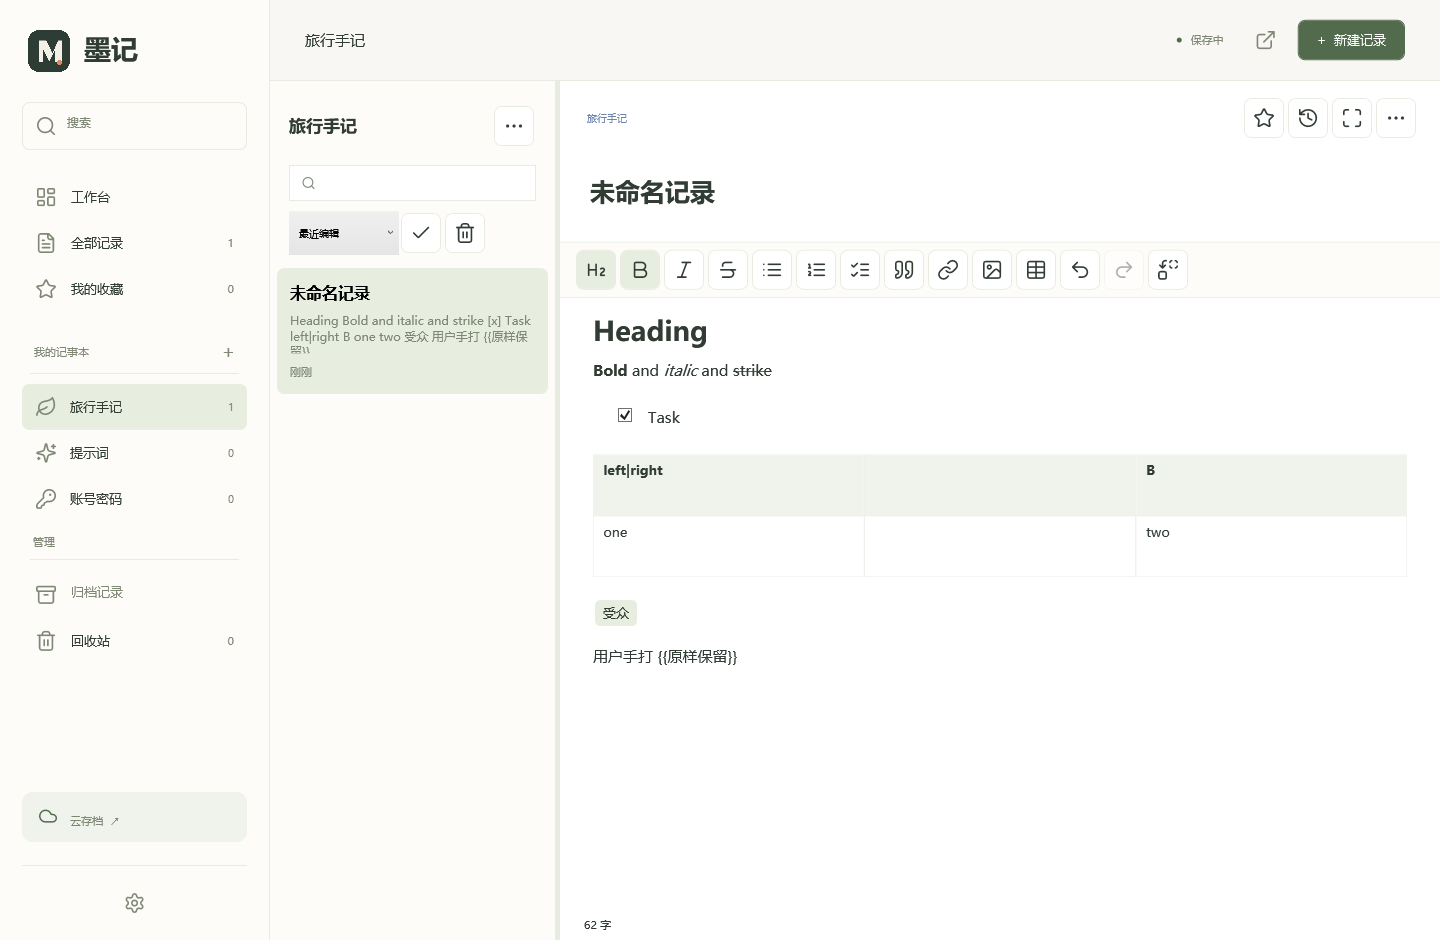 M 墨记
搜索
工作台
全部记录 1
我的收藏 0
我的记事本 +
旅行手记 1
提示词 0
账号密码 0
管理
归档记录
回收站 0
云存档 ↗
旅行手记
保存中
+ 新建记录
旅行手记
最近编辑
未命名记录
Heading Bold and italic and strike [x] Task
left|right B one two 受众 用户手打 {{原样保
留}}
刚刚
旅行手记
未命名记录
H2 B I S
Heading
Bold and italic and strike
Task
left|right B
one two
受众
用户手打 {{原样保留}}
62 字